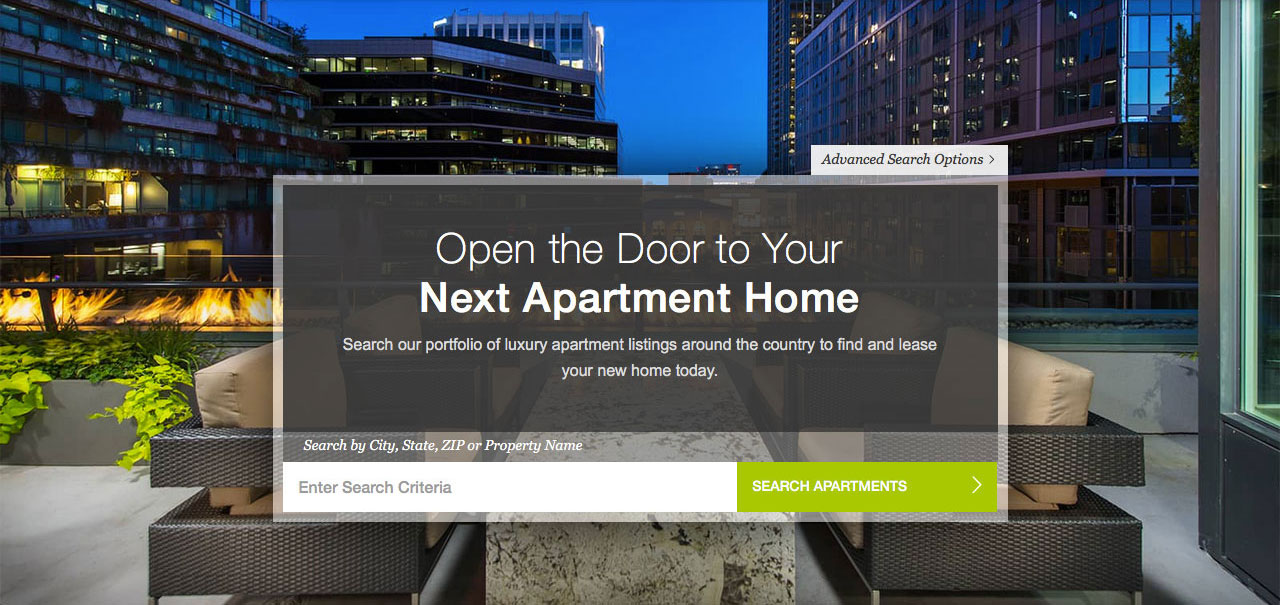 Advanced Search Options >
Open the Door to Your
Next Apartment Home
Search our portfolio of luxury apartment listings around the country to find and lease
your new home today.
Search by City, State, ZIP or Property Name
Enter Search Criteria
SEARCH APARTMENTS